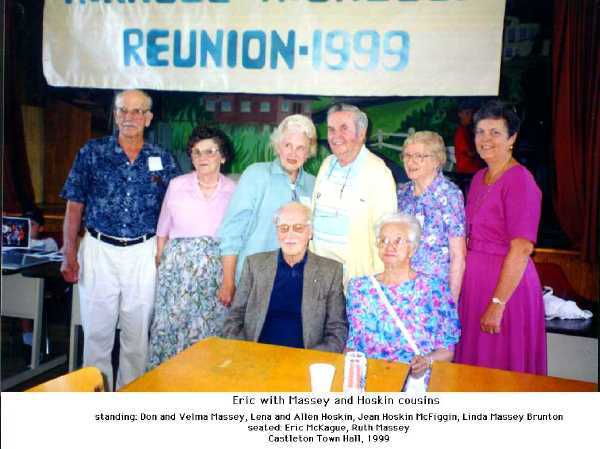 REUNION-1999
Eric with Massey and Hoskin cousins
standing: Don and Velma Massey, Lena and Allen Hoskin, Jean Hoskin McFiggin, Linda Massey Brunton
seated: Eric McKague, Ruth Massey
Castleton Town Hall, 1999